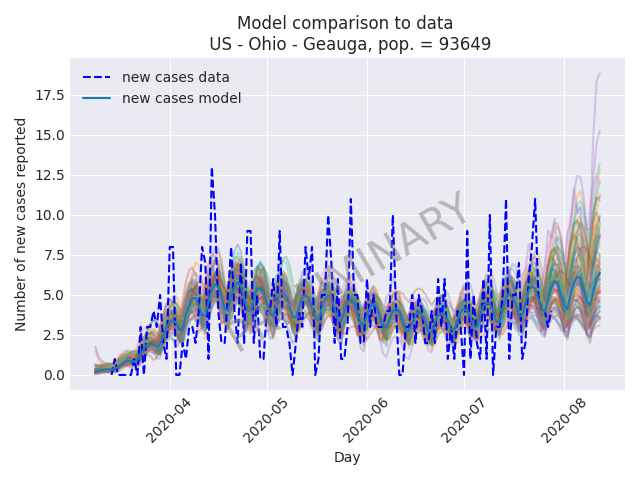 Model comparison to data
US - Ohio - Geauga, pop. = 93649
new cases data
new cases model
Number of new cases reported
17.5
15.0
12.5
10.0
7.5
5.0
2.5
0.0
2020-04
2020-05
2020-06
2020-07
2020-08
Day